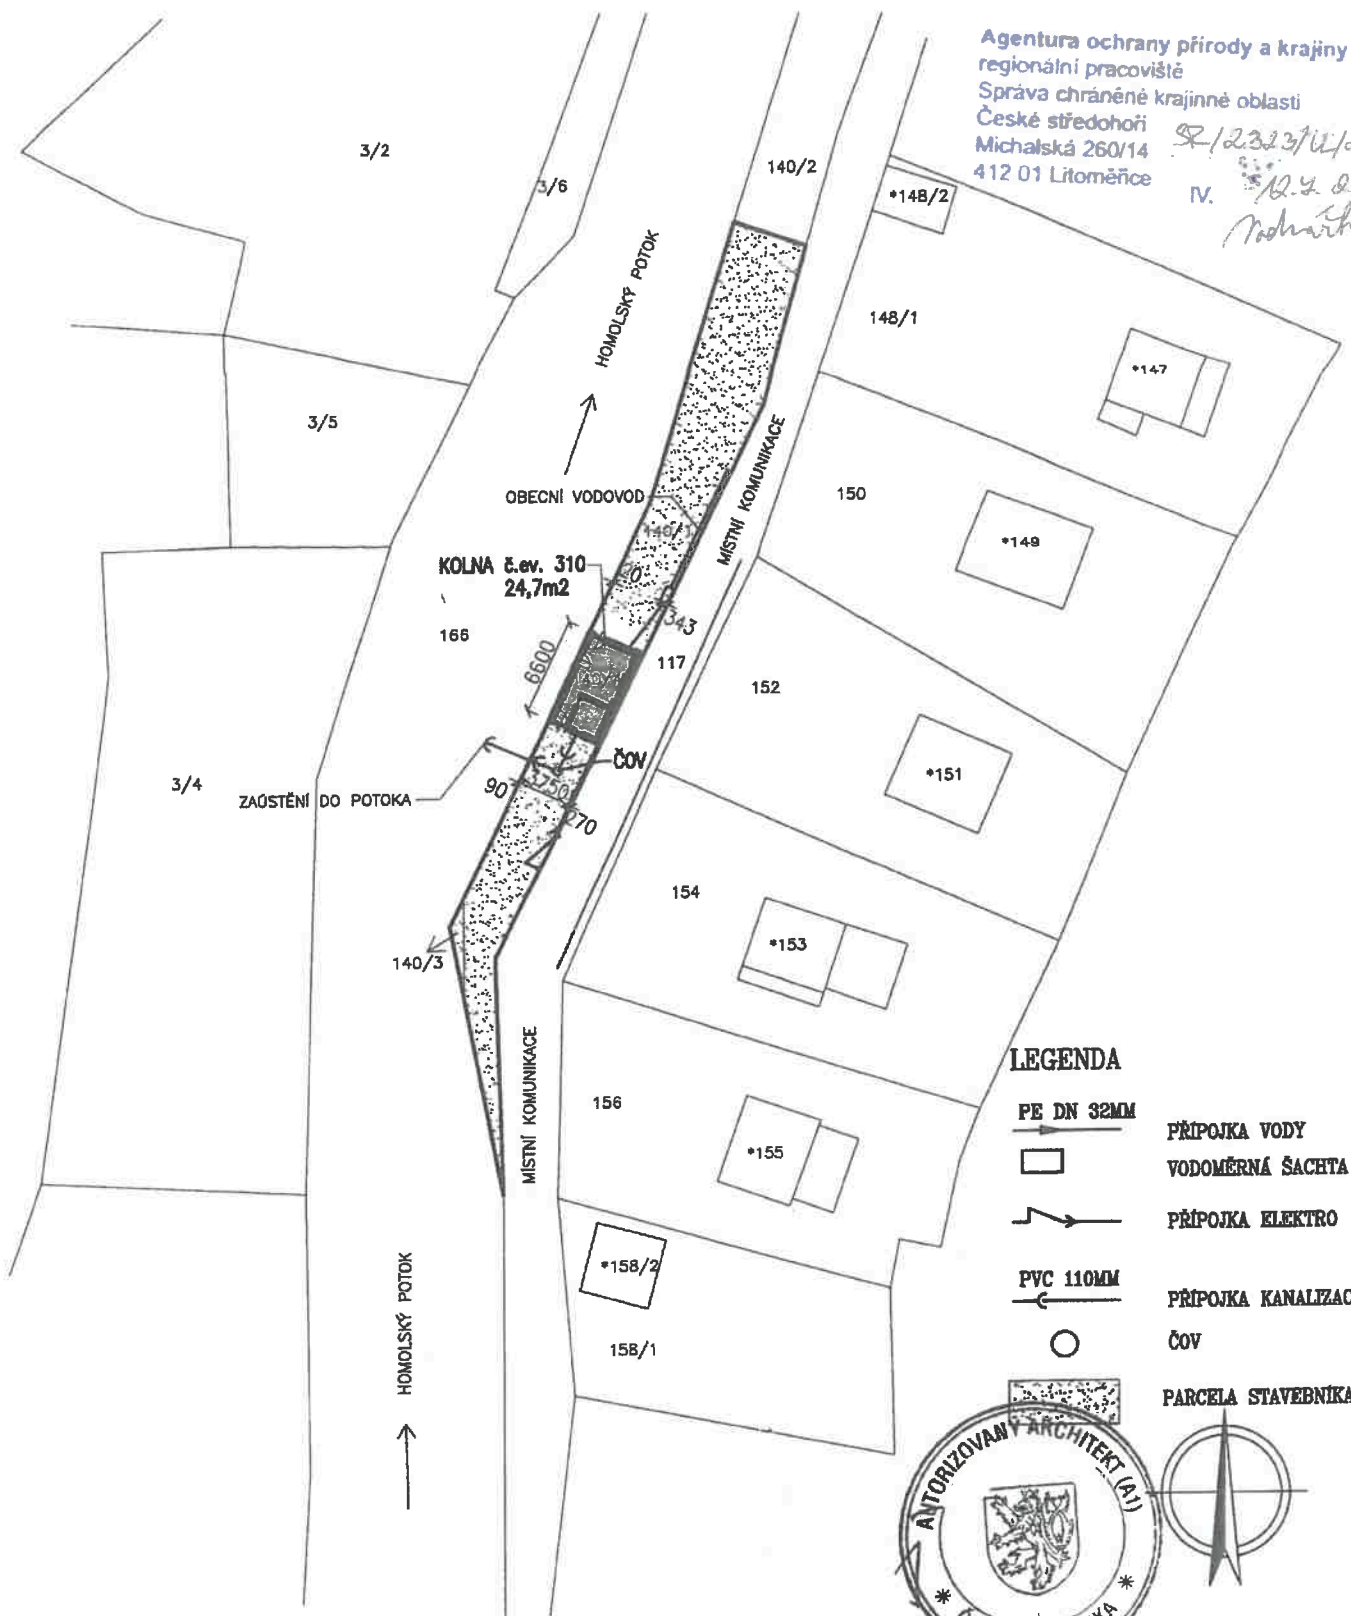 Agentura ochrany přírody a krajiny
regionální pracoviště
Správa chráněné krajinné oblasti
České středohoří
Michalská 260/14
412 01 Litoměřice
IV.
3/2
3/6
140/2
*148/2
HOMOLSKÝ POTOK
148/1
*147
3/5
MÍSTNÍ KOMUNIKACE
OBECNÍ VODOVOD
150
140/1
*149
KOLNA č.ev. 310
24,7m2
343
166
6600
117
152
ČOV
*151
3/4
ZAÚSTĚNÍ DO POTOKA
90
3750
270
154
*153
140/3
MÍSTNÍ KOMUNIKACE
156
*155
*158/2
158/1
HOMOLSKÝ POTOK
LEGENDA
PE DN 32MM
PŘÍPOJKA VODY
VODOMĚRNÁ ŠACHTA
PŘÍPOJKA ELEKTRO
PVC 110MM
PŘÍPOJKA KANALIZAC
ČOV
PARCELA STAVEBNÍKA
AUTORIZOVANÝ ARCHITEKT (A1)